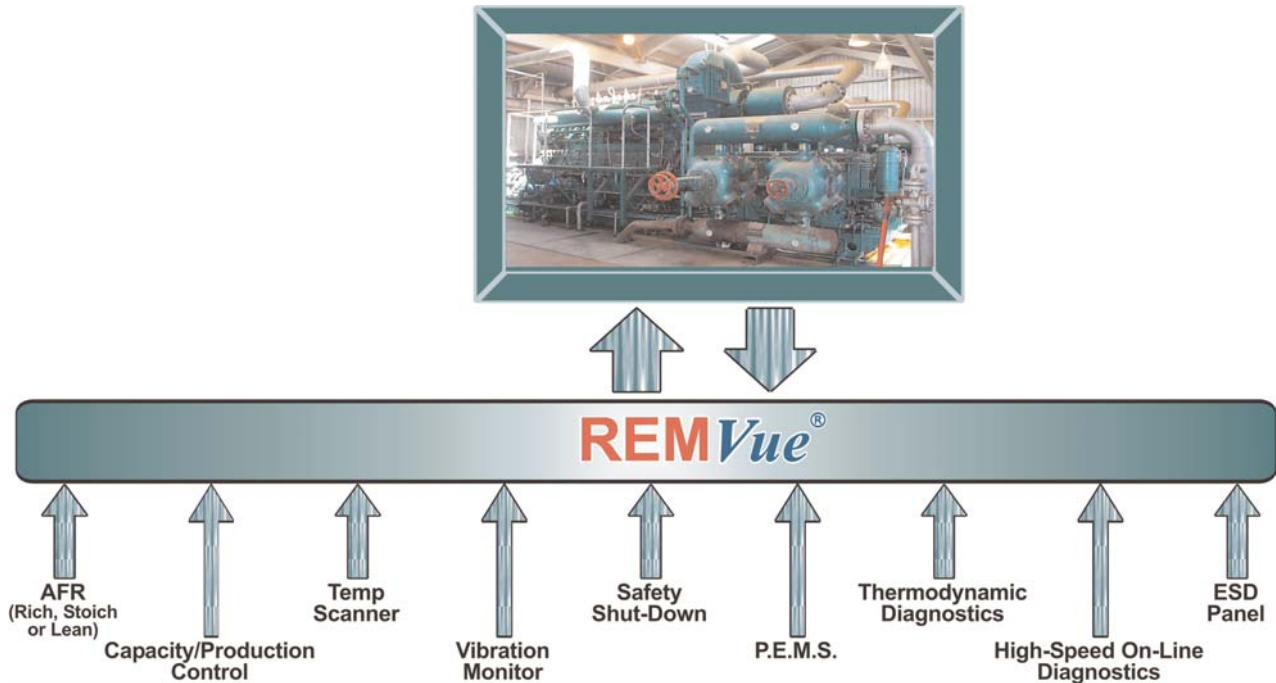 REMVue®
AFR
(Rich, Stoich
or Lean)
Capacity/Production
Control
Temp
Scanner
Vibration
Monitor
Safety
Shut-Down
P.E.M.S.
Thermodynamic
Diagnostics
High-Speed On-Line
Diagnostics
ESD
Panel